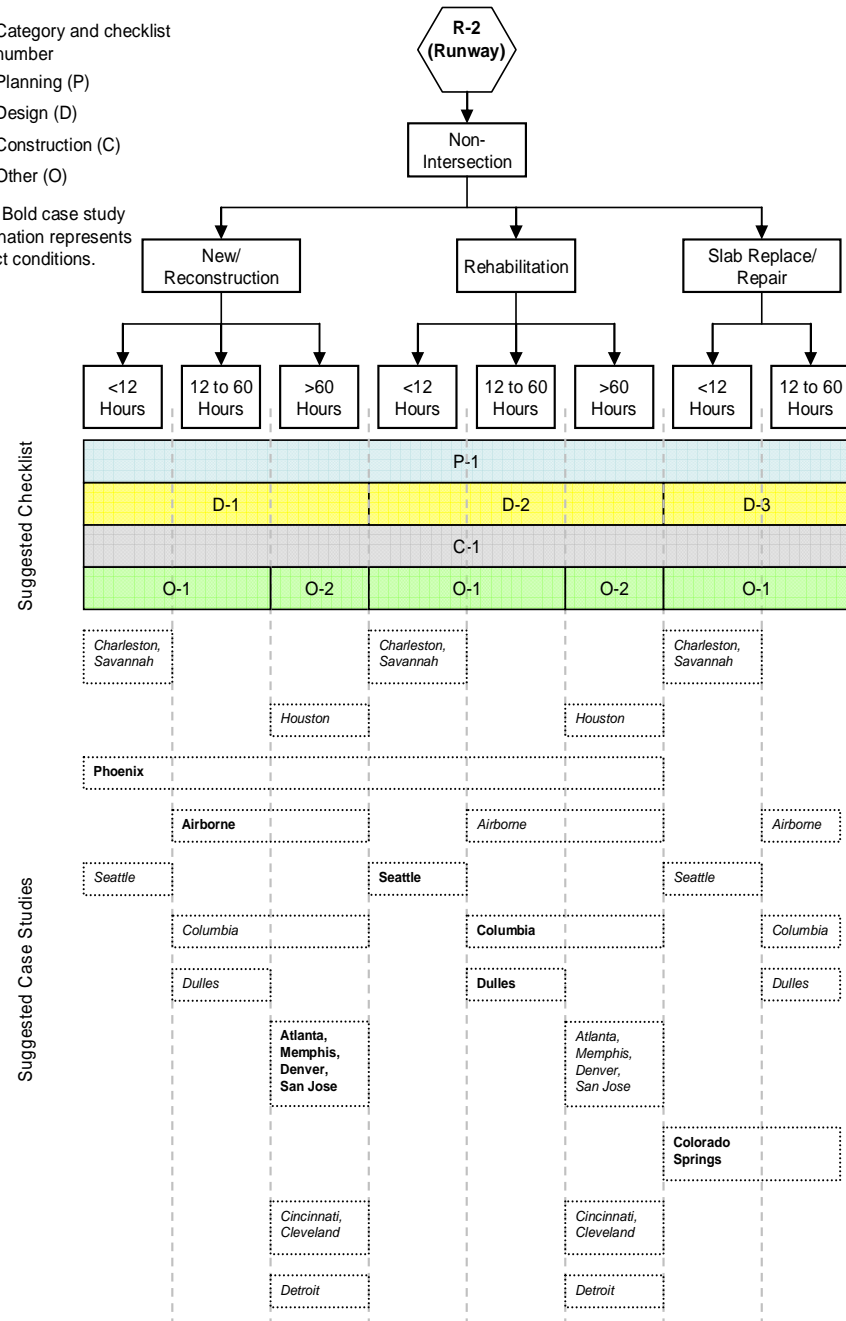 Category and checklist
number
Planning (P)
Design (D)
Construction (C)
Other (O)
Bold case study
represents
conditions.
R-2
(Runway)
Non-
Intersection
New/
Reconstruction
Rehabilitation
Slab Replace/
Repair
<12
Hours
12 to 60
Hours
>60
Hours
<12
Hours
12 to 60
Hours
>60
Hours
<12
Hours
12 to 60
Hours
Suggested Checklist
P-1
D-1
D-2
D-3
C-1
O-1
O-2
O-1
O-2
O-1
Suggested Case Studies
Charleston,
Savannah
Charleston,
Savannah
Charleston,
Savannah
Houston
Houston
Phoenix
Airborne
Airborne
Airborne
Seattle
Seattle
Seattle
Columbia
Columbia
Columbia
Dulles
Dulles
Dulles
Atlanta,
Memphis,
Denver,
San Jose
Atlanta,
Memphis,
Denver,
San Jose
Colorado
Springs
Cincinnati,
Cleveland
Cincinnati,
Cleveland
Detroit
Detroit